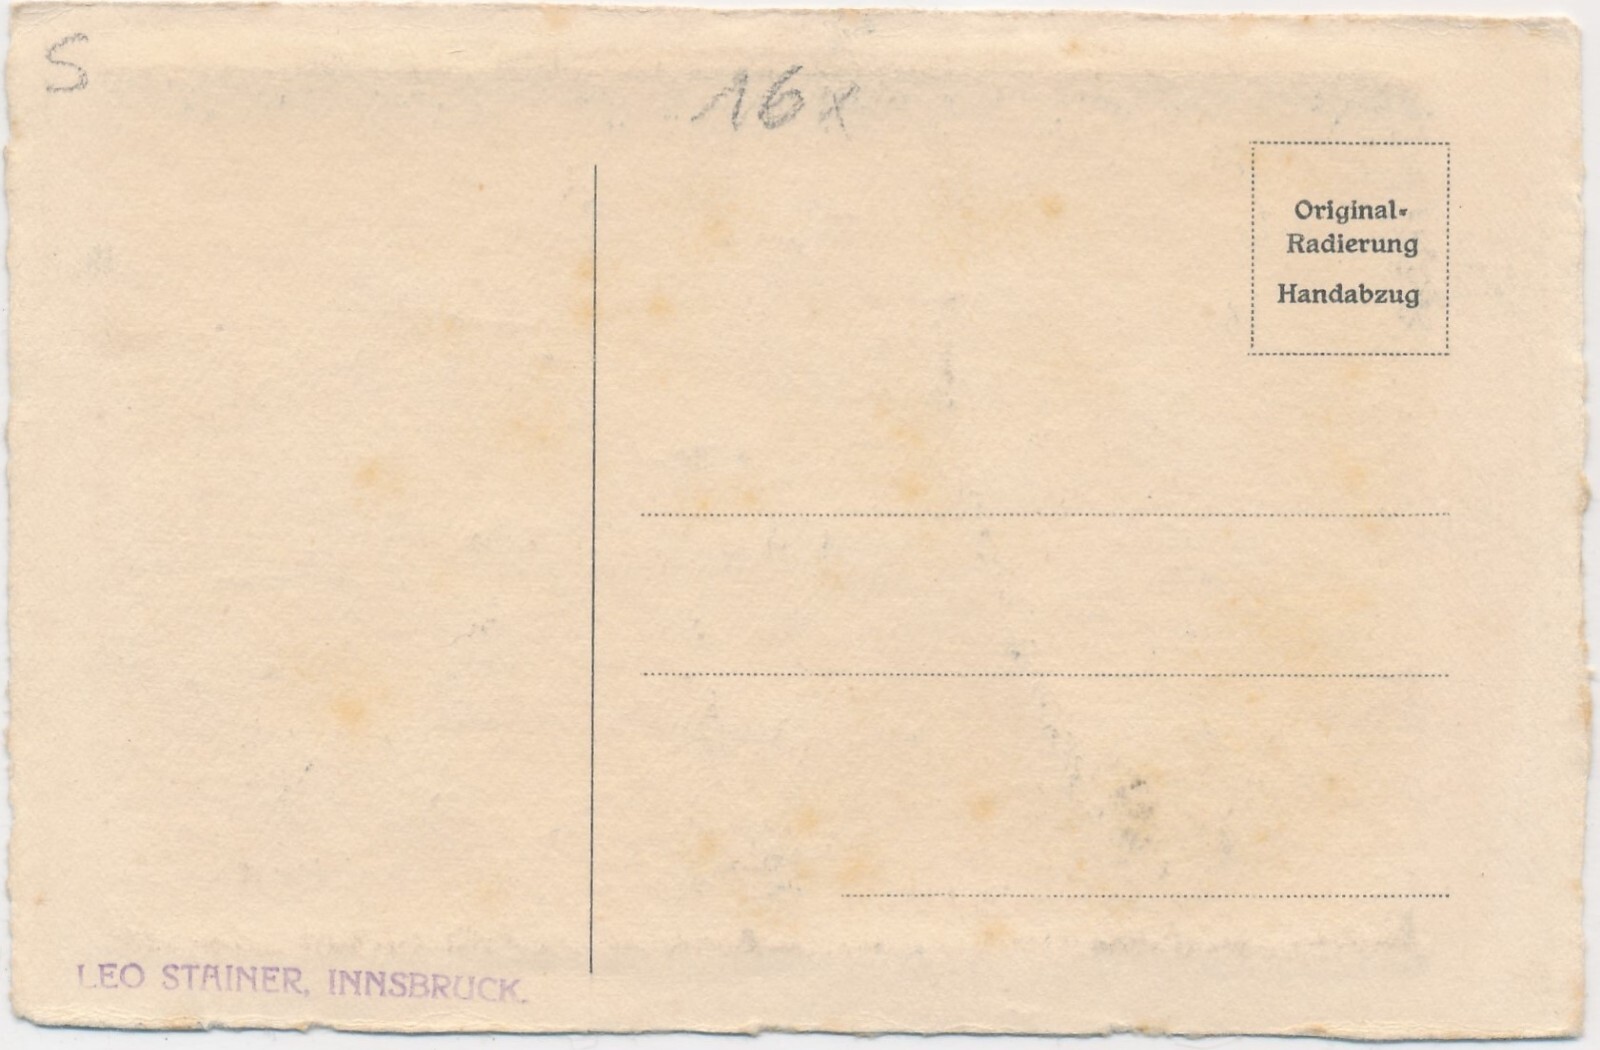 S
16x
Original-
Radierung
Handabzug
LEO STAINER, INNSBRUCK.